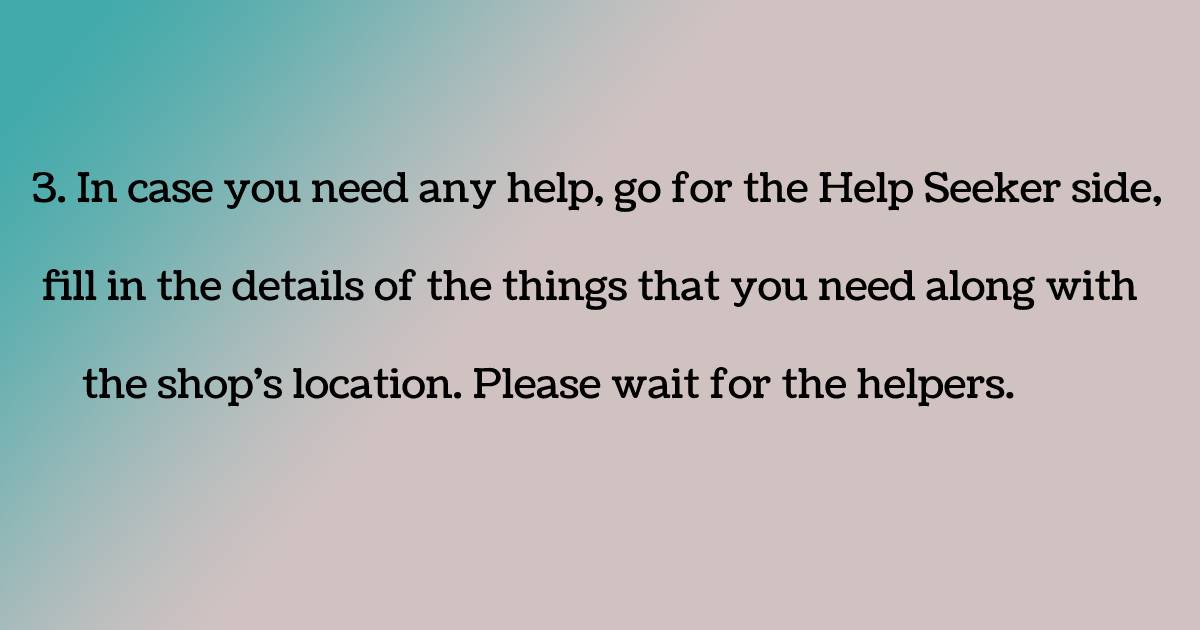 3. In case you need any help, go for the Help Seeker side,
fill in the details of the things that you need along with
the shop’s location. Please wait for the helpers.